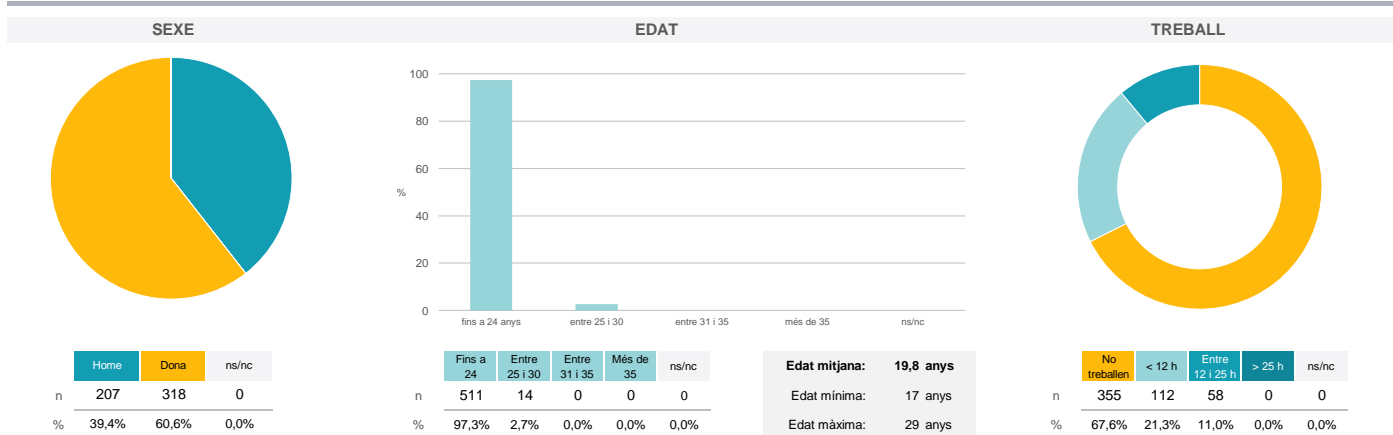 SEXE
EDAT
TREBALL
100
80
60
%
40
20
0
fins a 24 anys entre 25 i 30 entre 31 i 35 més de 35 ns/nc
Home Dona ns/nc
n 207 318 0
% 39,4% 60,6% 0,0%
Fins a 24 Entre 25 i 30 Entre 31 i 35 Més de 35 ns/nc
n 511 14 0 0 0
% 97,3% 2,7% 0,0% 0,0% 0,0%
Edat mitjana: 19,8 anys
Edat mínima: 17 anys
Edat màxima: 29 anys
No treballen < 12 h Entre 12 i 25 h > 25 h ns/nc
n 355 112 58 0 0
% 67,6% 21,3% 11,0% 0,0% 0,0%